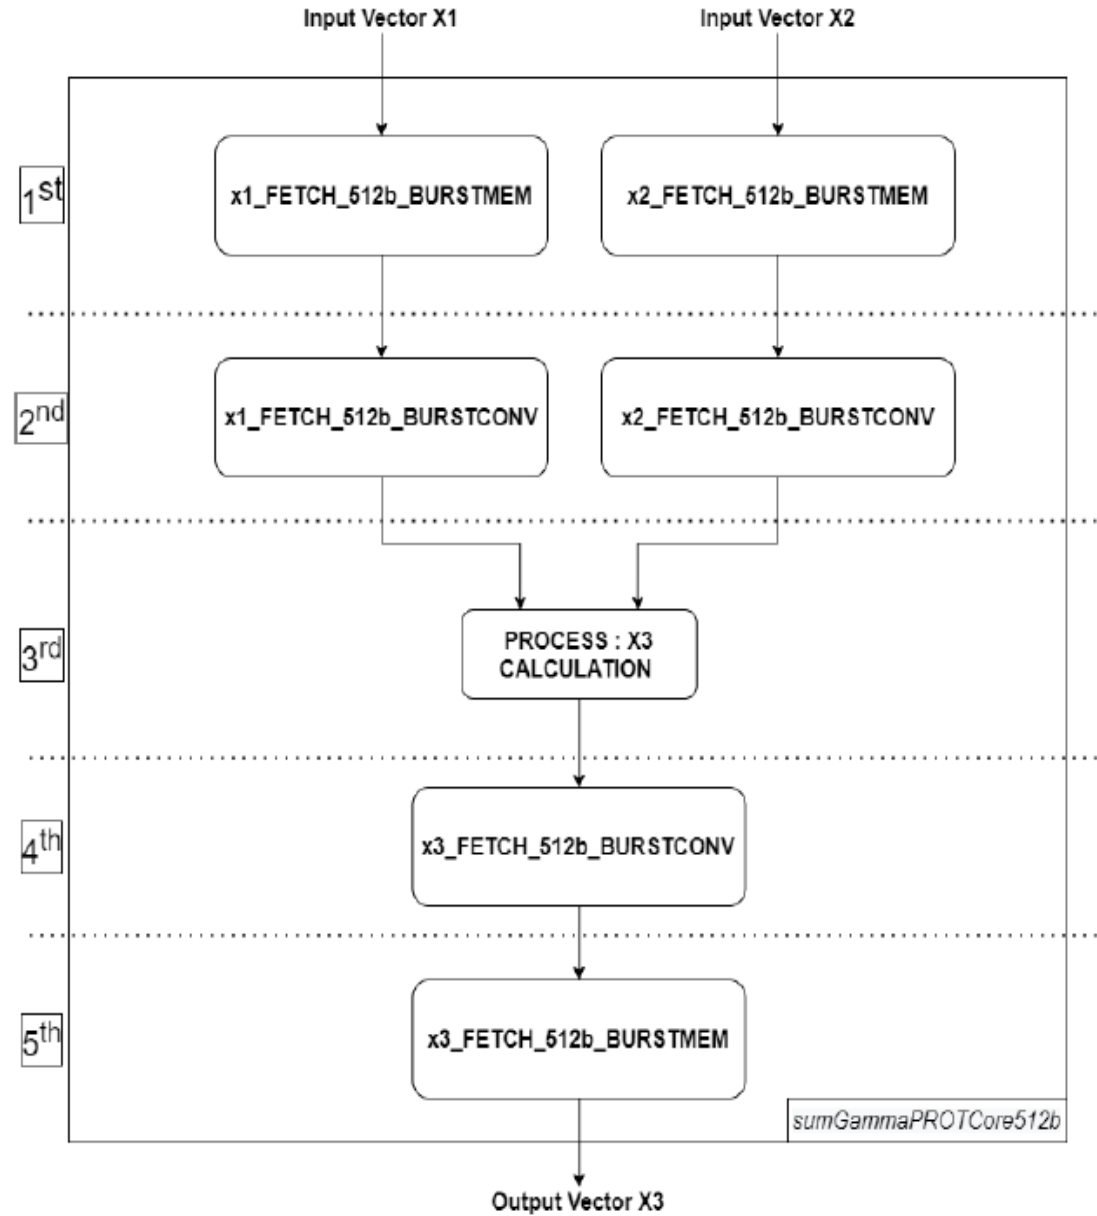 Input Vector X1
Input Vector X2
1st
x1_FETCH_512b_BURSTMEM
x2_FETCH_512b_BURSTMEM
2nd
x1_FETCH_512b_BURSTCONV
x2_FETCH_512b_BURSTCONV
3rd
PROCESS : X3
CALCULATION
4th
x3_FETCH_512b_BURSTCONV
5th
x3_FETCH_512b_BURSTMEM
sumGammaPROTCore512b
Output Vector X3